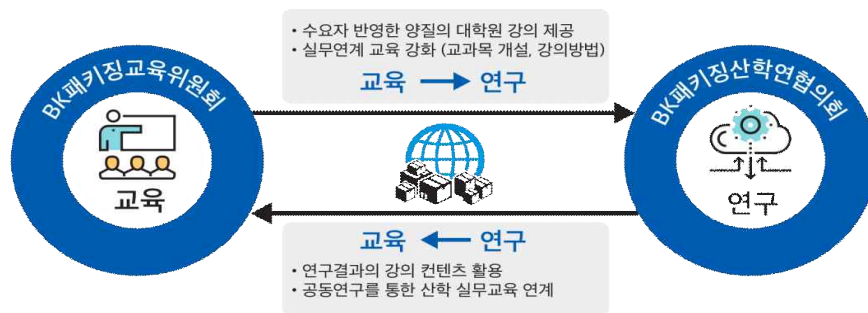 • 수요자 반영한 양질의 대학원 강의 제공
• 실무연계 교육 강화 (교과목 개설, 강의방법)
교육 → 연구
BK패키징교육위원회
교육
BK패키징산학연협의회
연구
교육 ← 연구
• 연구결과의 강의 컨텐츠 활용
• 공동연구를 통한 산학 실무교육 연계